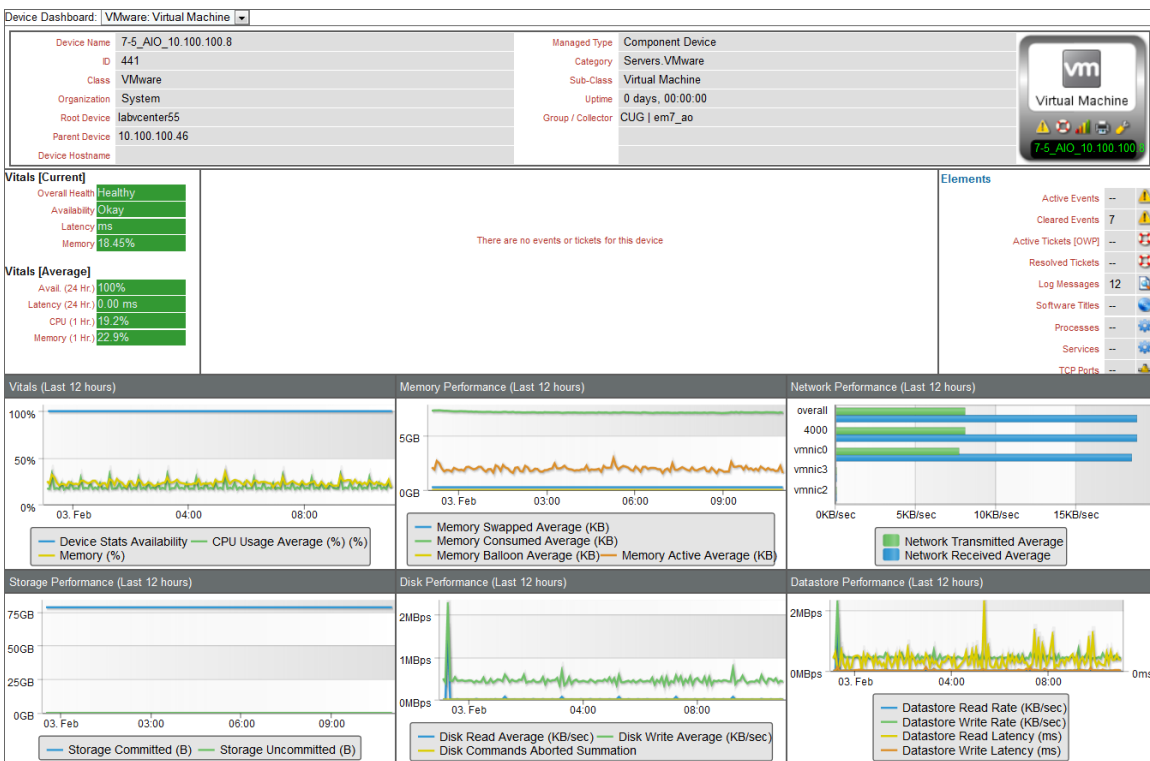 Device Dashboard: VMware: Virtual Machine
Device Name 7-5_AIO_10.100.100.8 Managed Type Component Device
ID 441 Category Servers.VMware
Class VMware Sub-Class Virtual Machine
Organization System Uptime 0 days, 00:00:00
Root Device labvcenter55 Group / Collector CUG | em7_ao
Parent Device 10.100.100.46
Device Hostname
vm
Virtual Machine
7-5_AIO_10.100.100.8
Vitals [Current]
Overall Health Healthy
Availability Okay
Latency ms
Memory 18.45%
Vitals [Average]
Avail. (24 Hr.) 100%
Latency (24 Hr.) 0.00 ms
CPU (1 Hr.) 19.2%
Memory (1 Hr.) 22.9%
There are no events or tickets for this device
Elements
Active Events --
Cleared Events 7
Active Tickets [OWP] --
Resolved Tickets --
Log Messages 12
Software Titles --
Processes --
Services --
TCP Ports --
Vitals (Last 12 hours)
100%
50%
0%
03. Feb 04:00 08:00
Device Stats Availability CPU Usage Average (%) (%)
Memory (%)
Memory Performance (Last 12 hours)
5GB
0GB
03. Feb 03:00 06:00 09:00
Memory Swapped Average (KB)
Memory Consumed Average (KB)
Memory Balloon Average (KB) Memory Active Average (KB)
Network Performance (Last 12 hours)
overall
4000
vmnic0
vmnic3
vmnic2
0KB/sec 5KB/sec 10KB/sec 15KB/sec
Network Transmitted Average
Network Received Average
Storage Performance (Last 12 hours)
75GB
50GB
25GB
0GB
03. Feb 03:00 06:00 09:00
Storage Committed (B) Storage Uncommitted (B)
Disk Performance (Last 12 hours)
2MBps
1MBps
0MBps
03. Feb 04:00 08:00
Disk Read Average (KB/sec) Disk Write Average (KB/sec)
Disk Commands Aborted Summation
Datastore Performance (Last 12 hours)
2MBps
0MBps 0ms
03. Feb 04:00 08:00
Datastore Read Rate (KB/sec)
Datastore Write Rate (KB/sec)
Datastore Read Latency (ms)
Datastore Write Latency (ms)